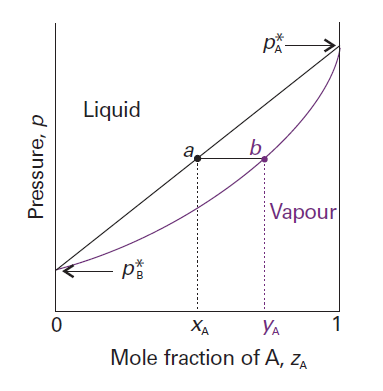 p*A
Liquid
a
b
Pressure, p
Vapour
p*B
0
xA
yA
1
Mole fraction of A, zA